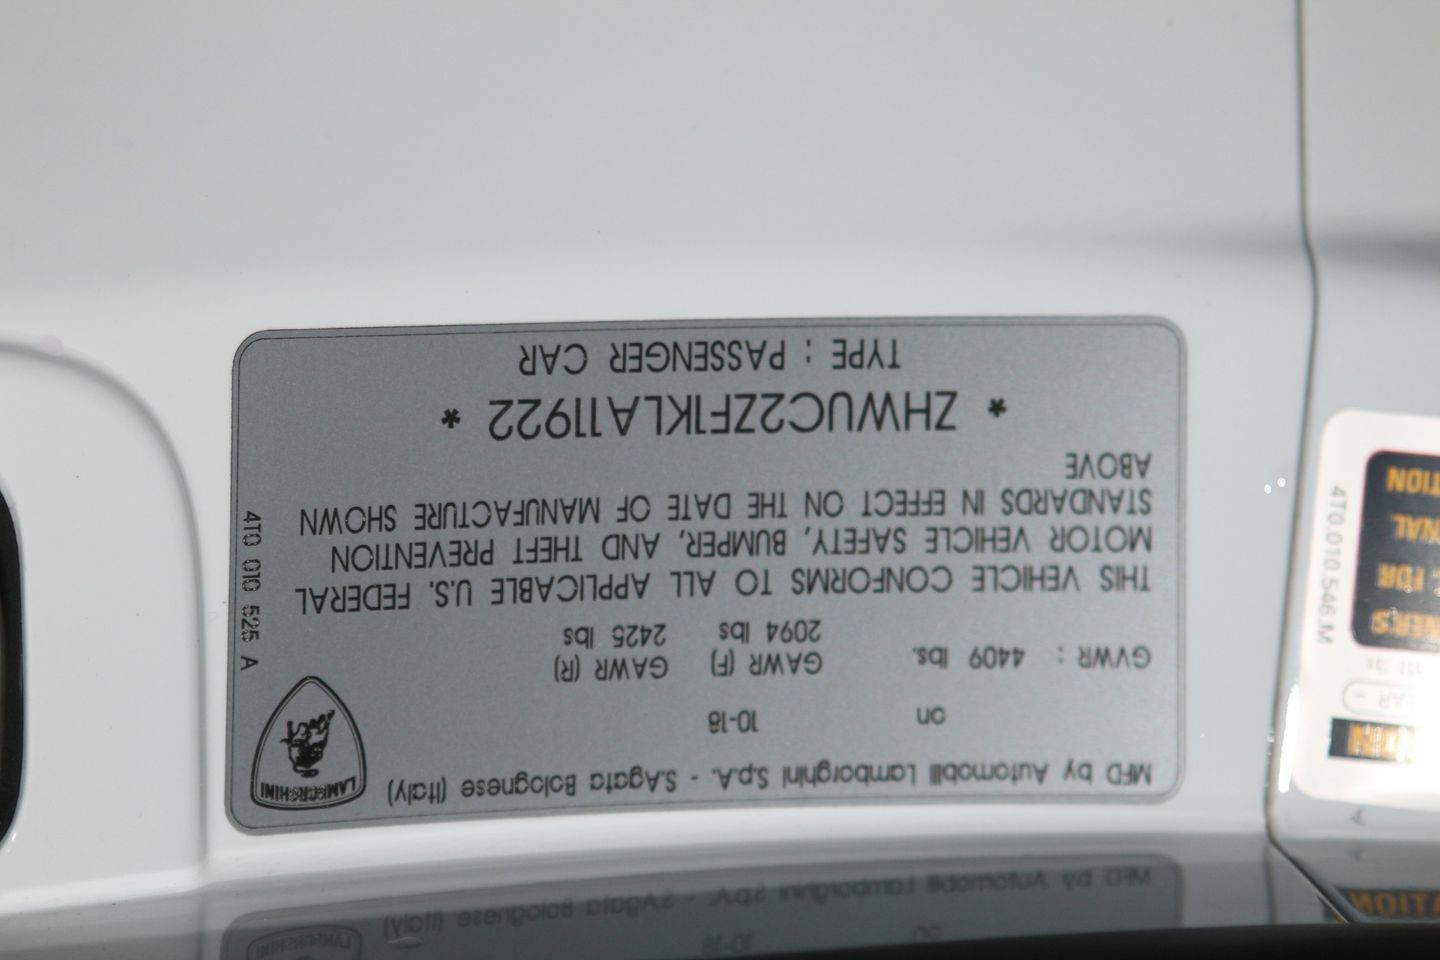 MFD by Automobili Lamborghini S.p.A. - S.Agata Bolognese (Italy)
on 10-18
GVWR : 4409 lbs. GAWR (F) GAWR (R)
2094 lbs 2425 lbs
THIS VEHICLE CONFORMS TO ALL APPLICABLE U.S. FEDERAL
MOTOR VEHICLE SAFETY, BUMPER, AND THEFT PREVENTION
STANDARDS IN EFFECT ON THE DATE OF MANUFACTURE SHOWN
ABOVE
* ZHWUC2ZF1KLA11922 *
TYPE : PASSENGER CAR
LAMBORGHINI
4T0 010 525 A
4T0.010.546.M